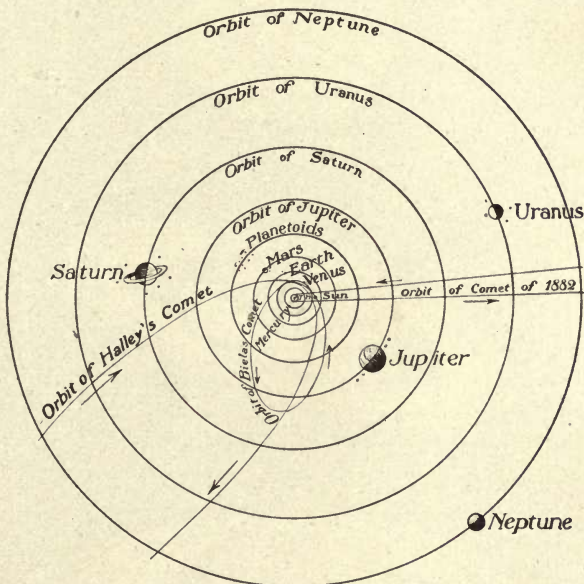 Orbit of Neptune
Orbit of Uranus
Orbit of Saturn
Orbit of Jupiter
Planetoids
Mars
Earth
Venus
Sun
Mercury
Uranus
Saturn
Orbit of Comet of 1882
Orbit of Halley's Comet
Orbit of Bielas Comet
Jupiter
Neptune